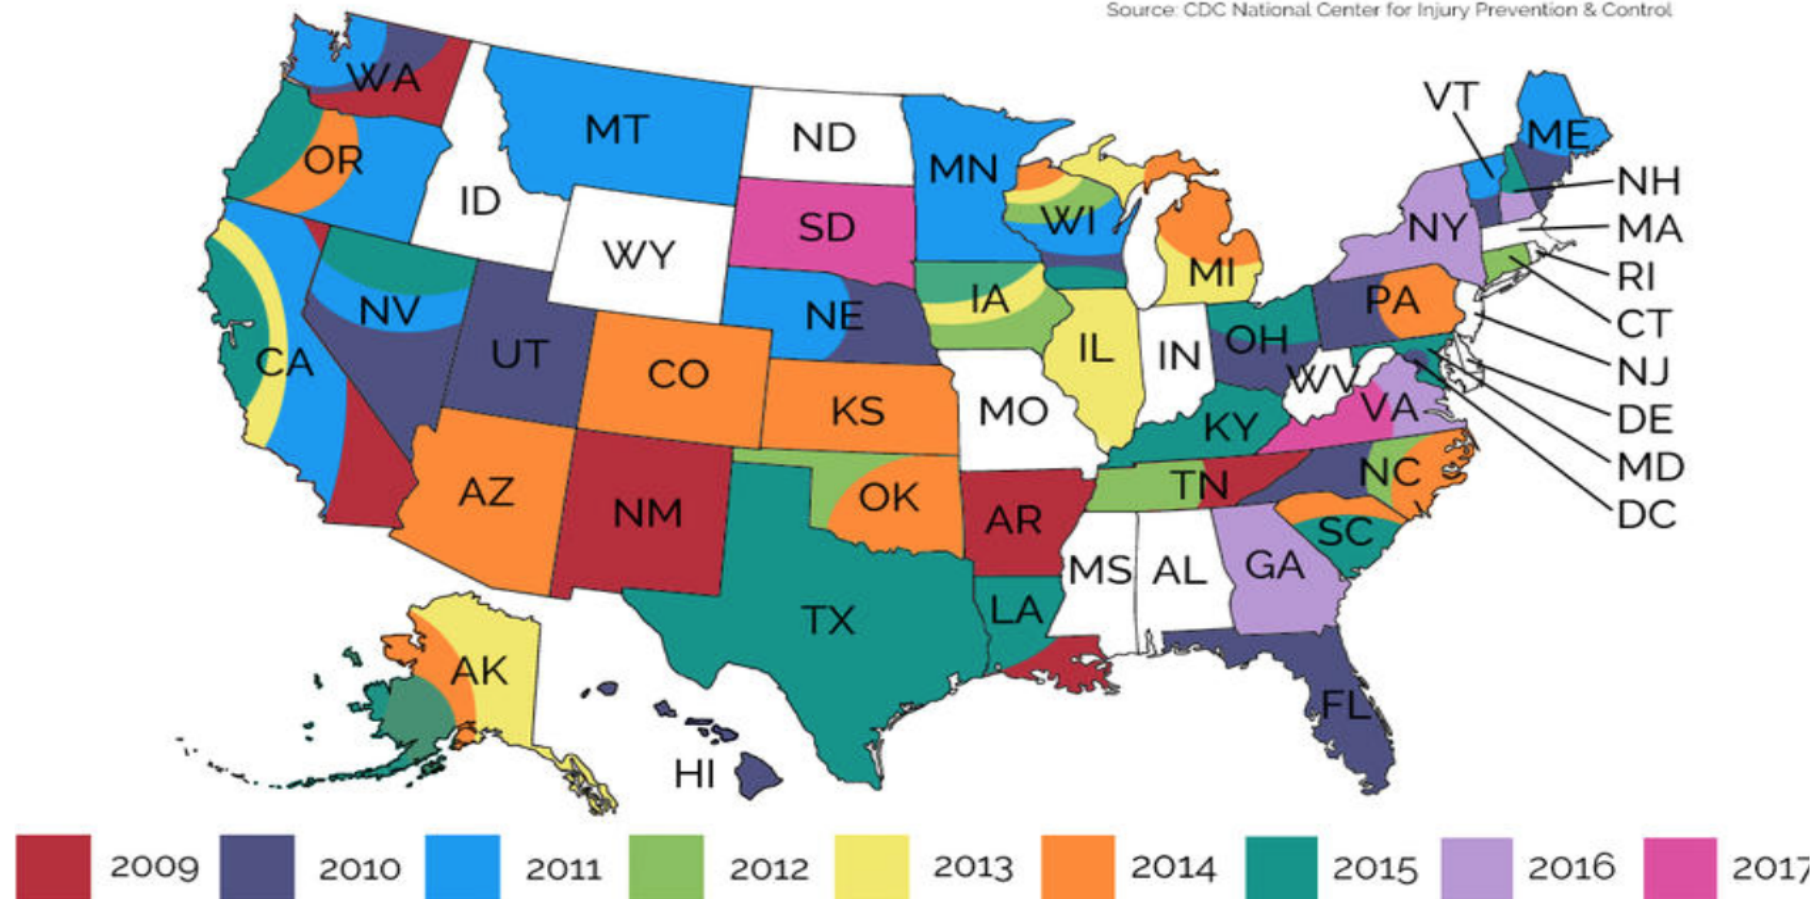 Source: CDC National Center for Injury Prevention & Control
WA
MT
ND
MN
VT
ME
OR
ID
SD
WI
NH
NY
MA
WY
MI
RI
NV
NE
IA
PA
CT
CA
UT
CO
IL
IN
OH
NJ
KS
MO
WV
VA
DE
KY
MD
AZ
NM
OK
AR
TN
NC
DC
SC
MS
AL
GA
TX
LA
AK
FL
HI
2009 2010 2011 2012 2013 2014 2015 2016 2017